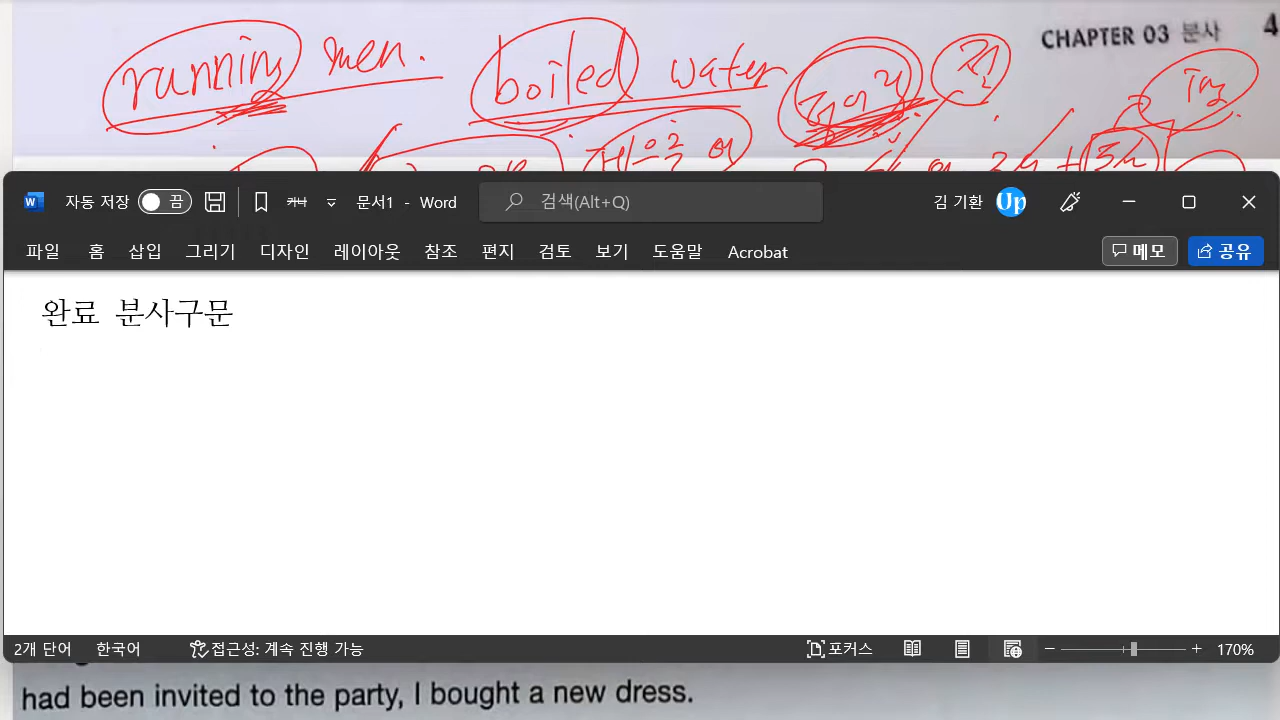 CHAPTER 03 분사 4
running men. boiled water
자동 저장 끔 가나 문서1 - Word 검색(Alt+Q) 김 기환 Up
파일 홈 삽입 그리기 디자인 레이아웃 참조 편지 검토 보기 도움말 Acrobat 메모 공유
완료 분사구문
2개 단어 한국어 접근성: 계속 진행 가능 포커스 170%
had been invited to the party, I bought a new dress.